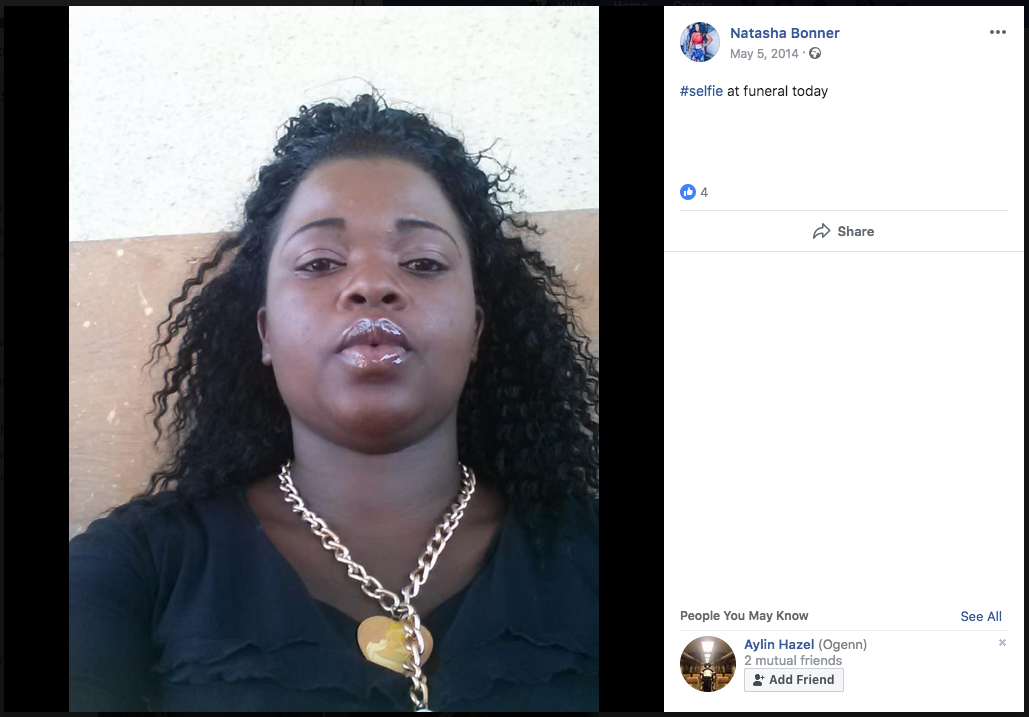 Natasha Bonner
May 5, 2014 ·
#selfie at funeral today
4
Share
People You May Know
See All
Aylin Hazel (Ogenn)
2 mutual friends
Add Friend